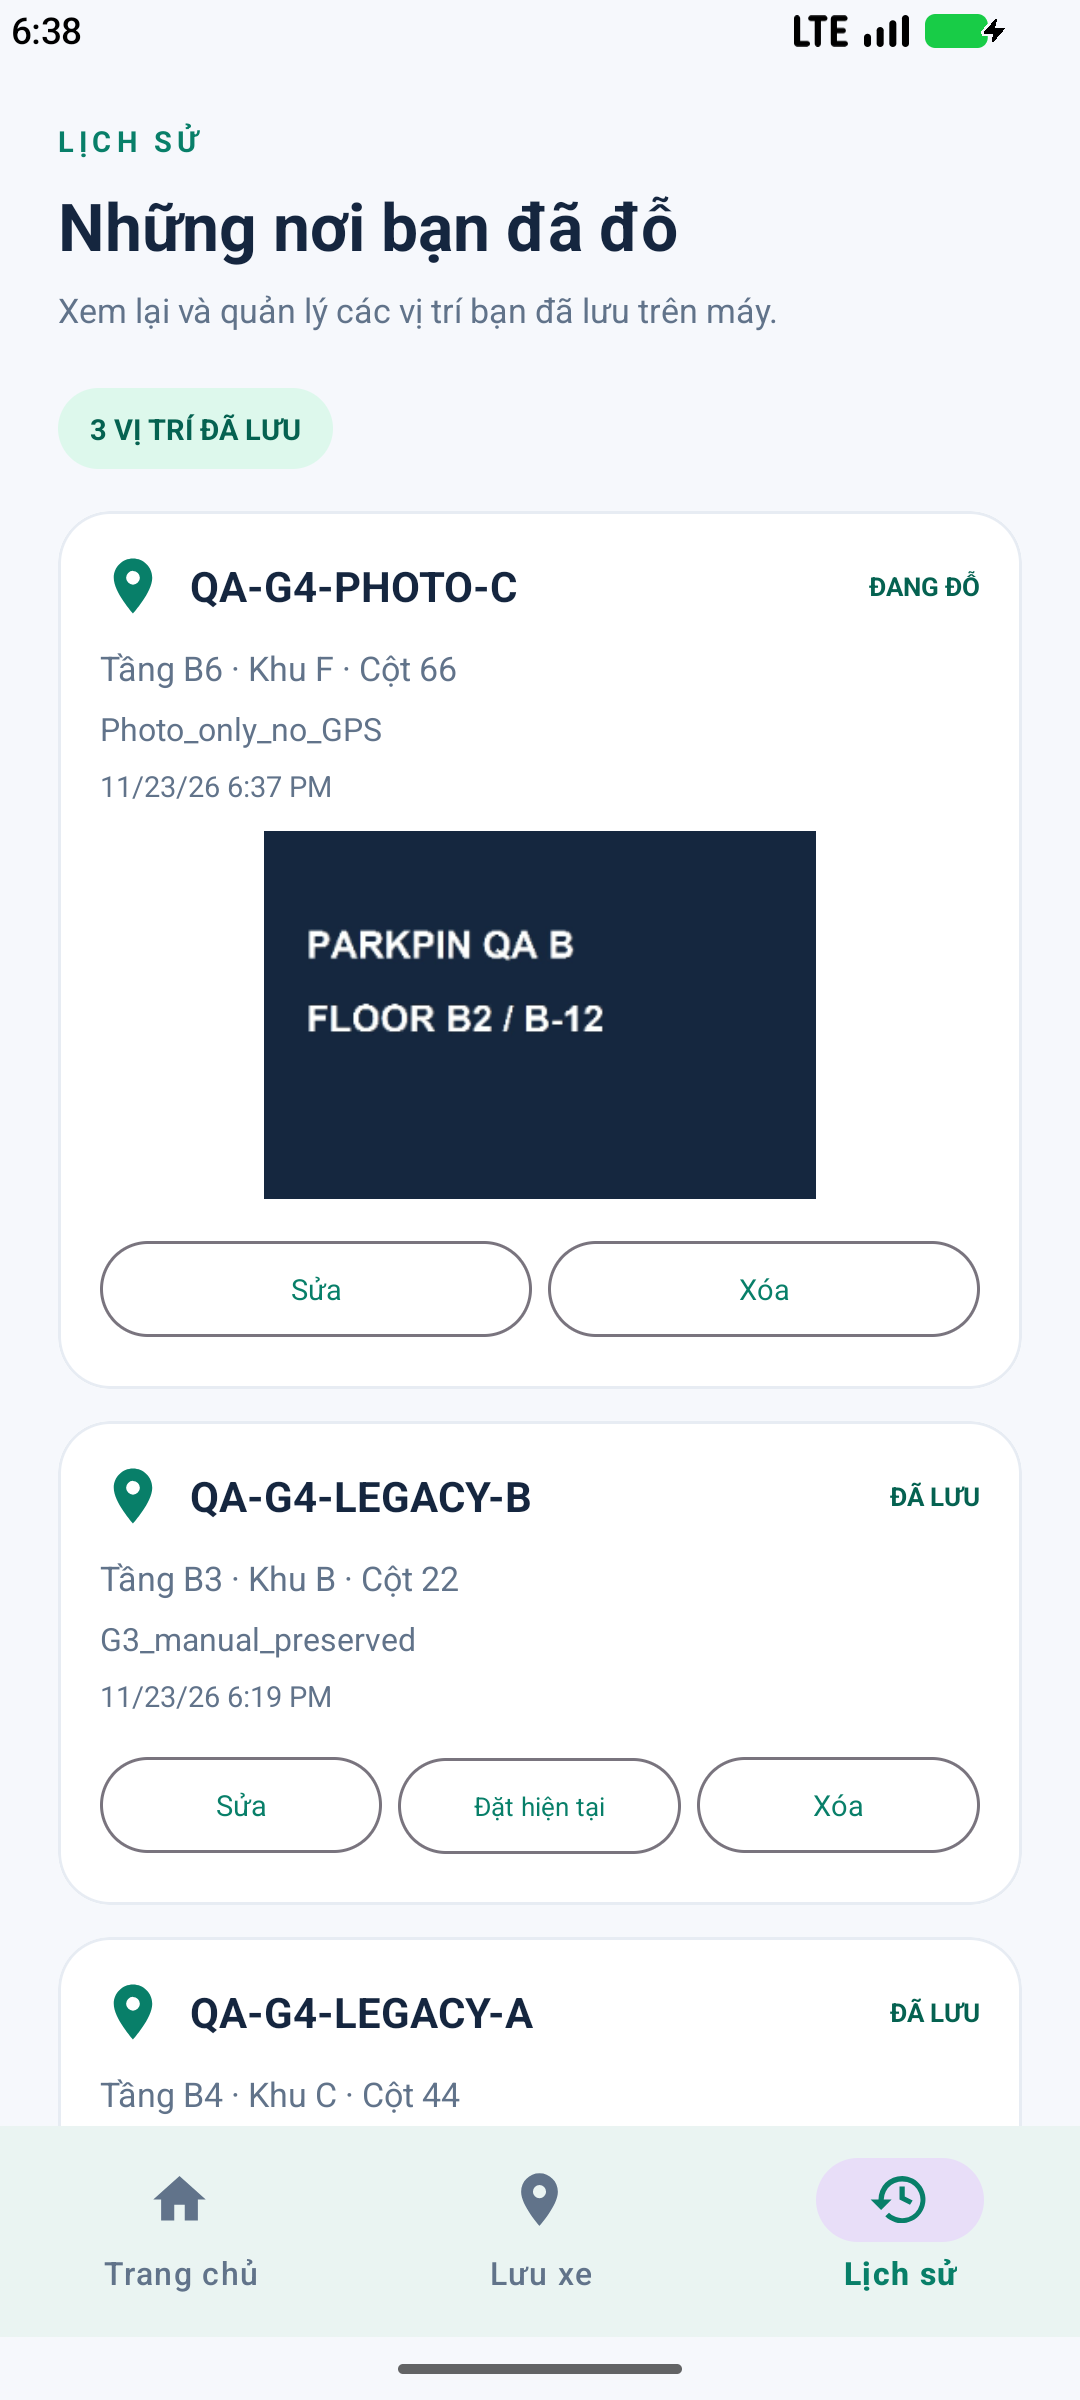 6:38
LTE
LỊCH SỬ
Những nơi bạn đã đỗ
Xem lại và quản lý các vị trí bạn đã lưu trên máy.
3 VỊ TRÍ ĐÃ LƯU
QA-G4-PHOTO-C
ĐANG ĐỖ
Tầng B6 · Khu F · Cột 66
Photo_only_no_GPS
11/23/26 6:37 PM
PARKPIN QA B
FLOOR B2 / B-12
Sửa
Xóa
QA-G4-LEGACY-B
ĐÃ LƯU
Tầng B3 · Khu B · Cột 22
G3_manual_preserved
11/23/26 6:19 PM
Sửa
Đặt hiện tại
Xóa
QA-G4-LEGACY-A
ĐÃ LƯU
Tầng B4 · Khu C · Cột 44
Trang chủ
Lưu xe
Lịch sử